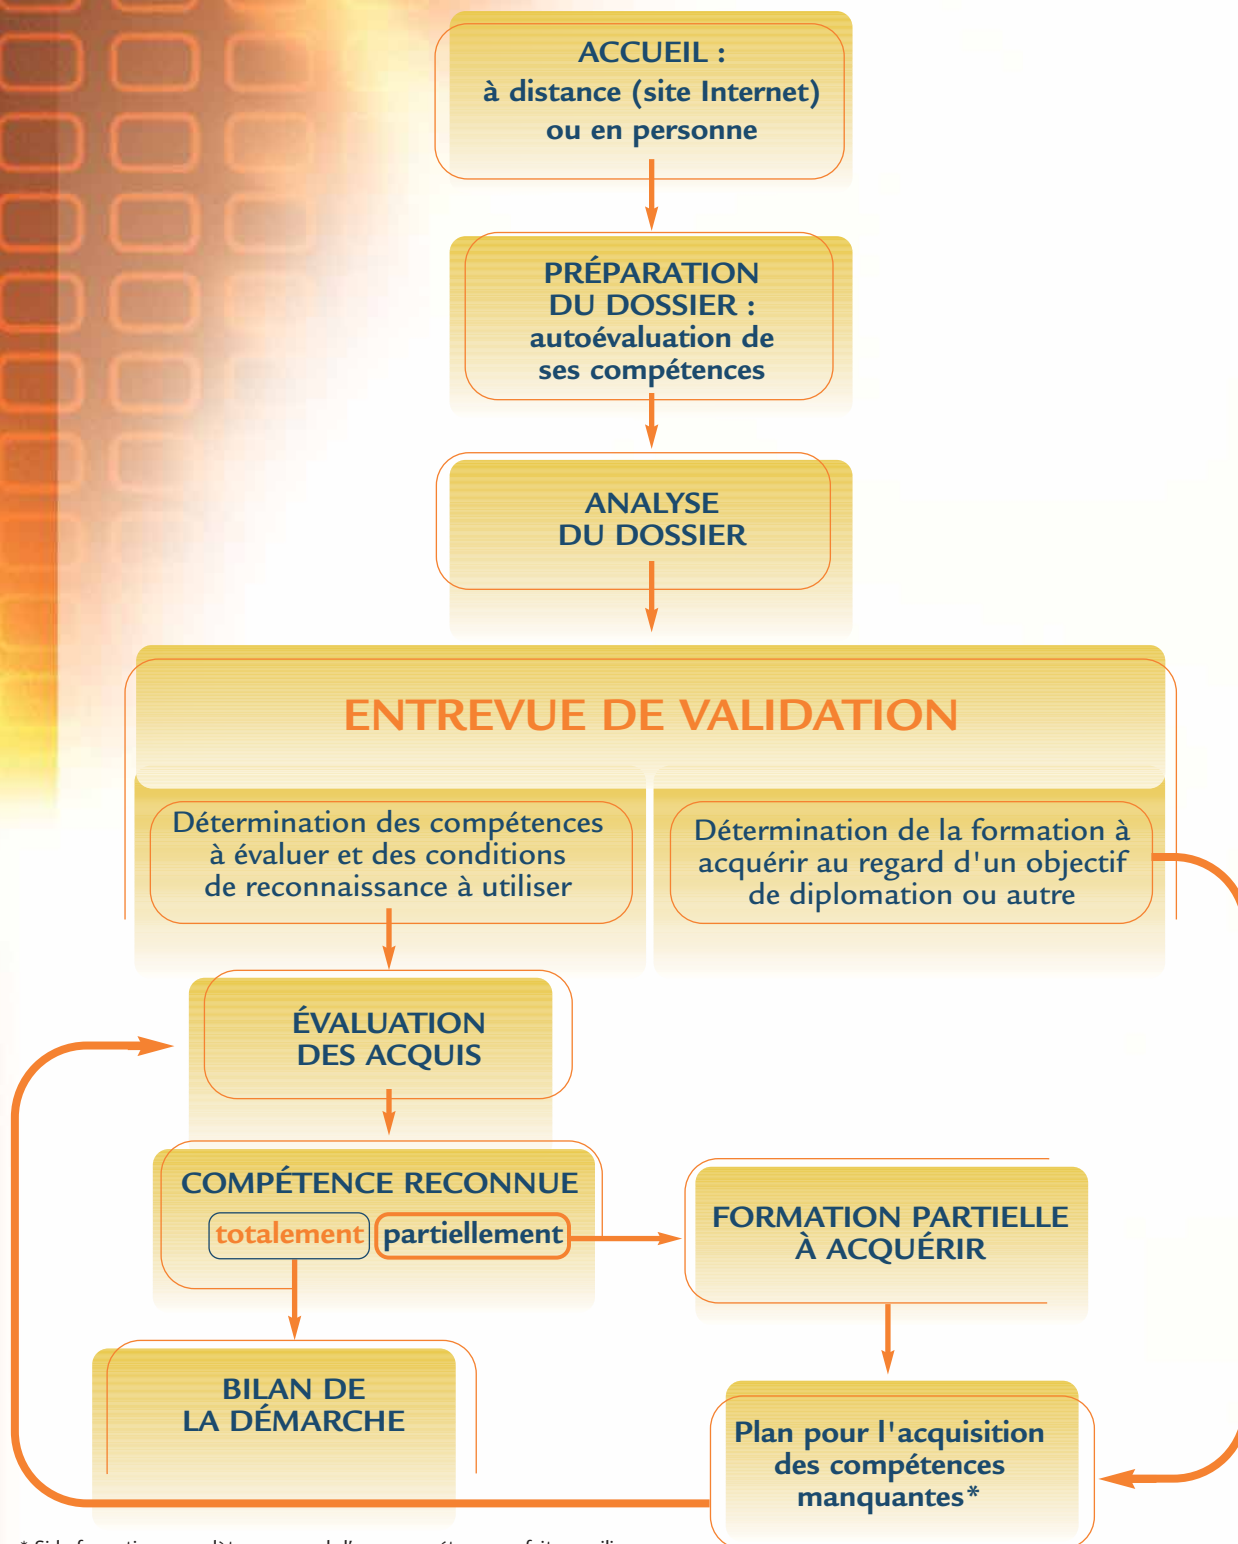 ACCUEIL :
à distance (site Internet)
ou en personne
PRÉPARATION
DU DOSSIER :
autoévaluation de
ses compétences
ANALYSE
DU DOSSIER
ENTREVUE DE VALIDATION
Détermination des compétences
à évaluer et des conditions
de reconnaissance à utiliser
Détermination de la formation à
acquérir au regard d'un objectif
de diplomation ou autre
ÉVALUATION
DES ACQUIS
COMPÉTENCE RECONNUE
totalement partiellement
FORMATION PARTIELLE
À ACQUÉRIR
BILAN DE
LA DÉMARCHE
Plan pour l'acquisition
des compétences
manquantes*